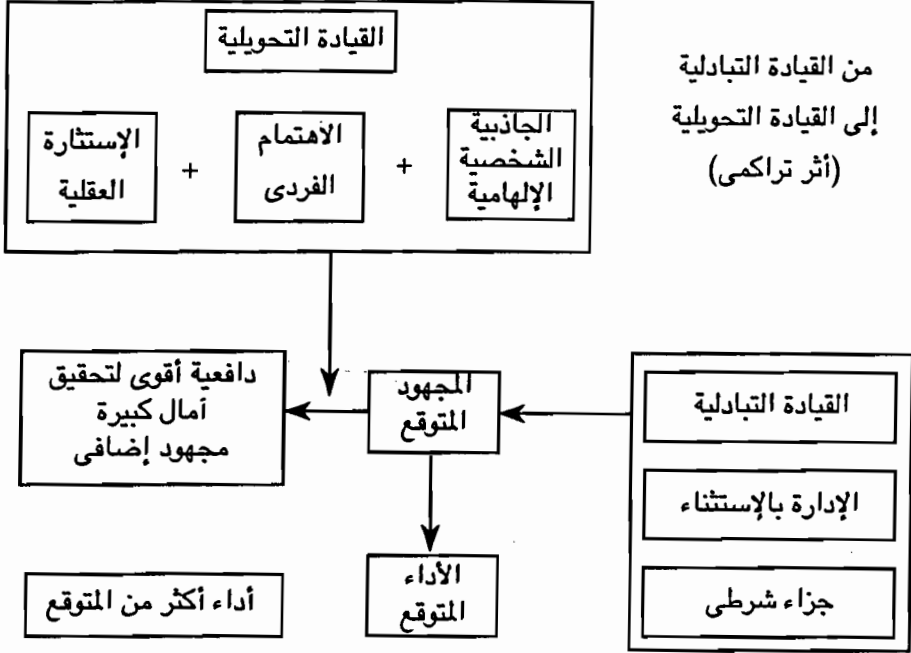 من القيادة التبادلية
إلى القيادة التحويلية
(أثر تراكمى)
القيادة التحويلية
الجاذبية
الشخصية
الإلهامية
+
الاهتمام
الفردى
+
الإستثارة
العقلية
القيادة التبادلية
الإدارة بالإستثناء
جزاء شرطى
المجهود
المتوقع
دافعية أقوى لتحقيق
آمال كبيرة
مجهود إضافى
الأداء
المتوقع
أداء أكثر من المتوقع